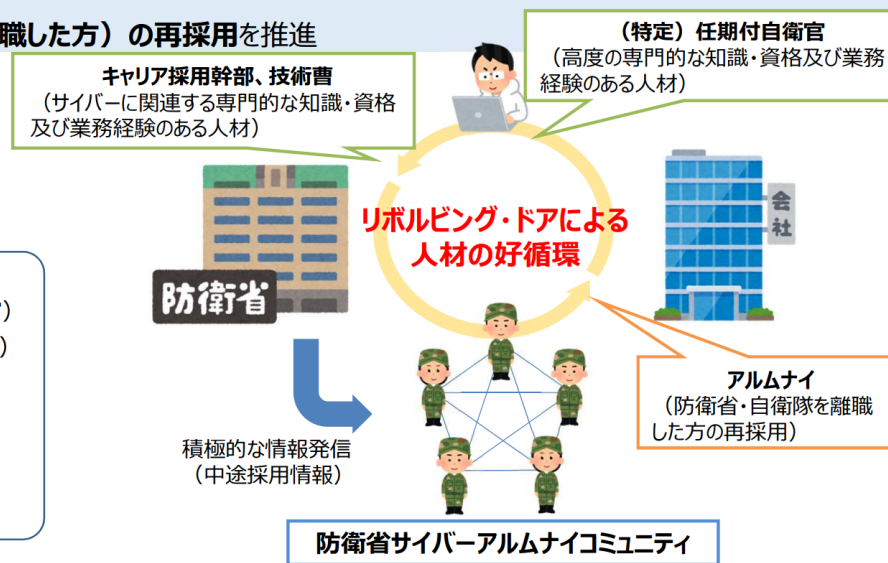 職した方）の再採用を推進
（特定）任期付自衛官
（高度の専門的な知識・資格及び業務
経験のある人材）
キャリア採用幹部、技術曹
（サイバーに関連する専門的な知識・資格
及び業務経験のある人材）
リボルビング・ドアによる
人材の好循環
防衛省
会社
）
）
アルムナイ
（防衛省・自衛隊を離職
した方の再採用）
積極的な情報発信
（中途採用情報）
防衛省サイバーアルムナイコミュニティ